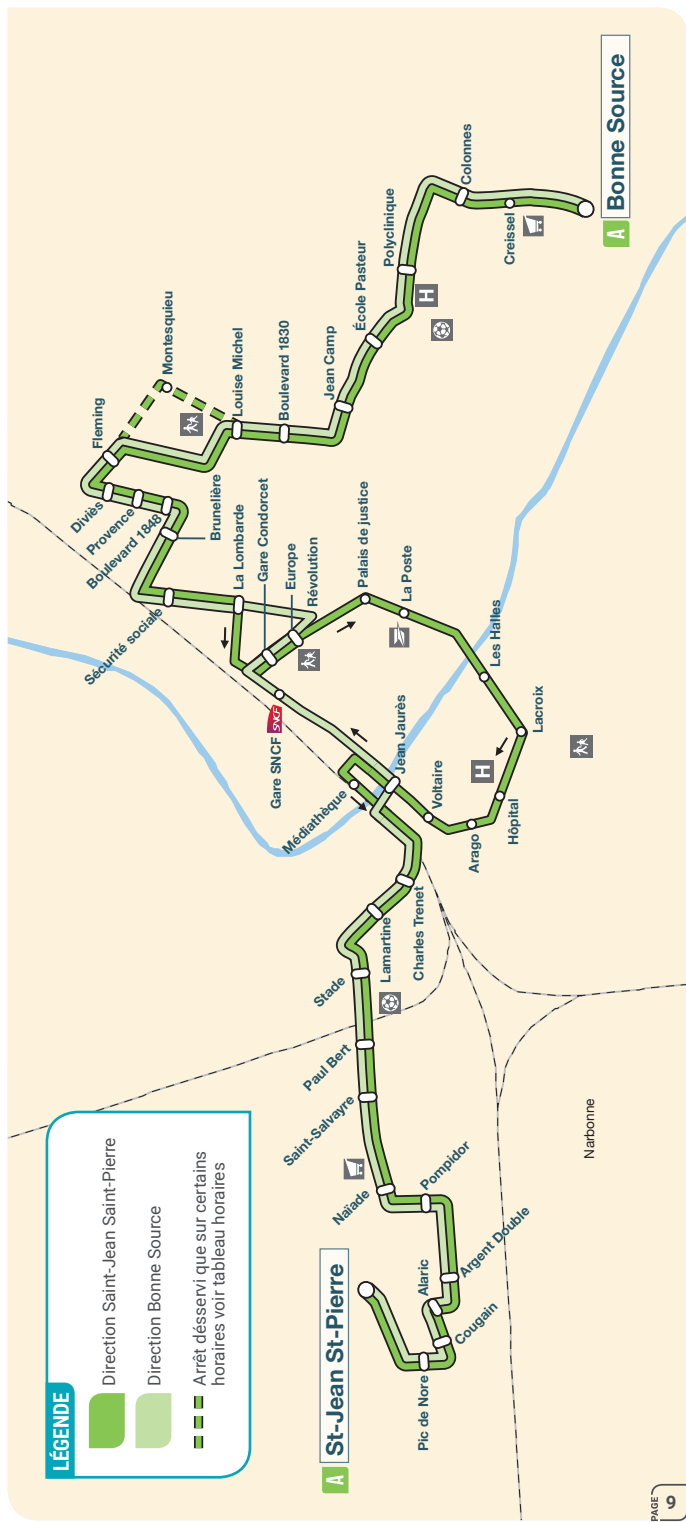 LÉGENDE
Direction Saint-Jean Saint-Pierre
Direction Bonne Source
Arrêt désservi que sur certains
horaires voir tableau horaires
A
St-Jean St-Pierre
Pic de Nore
Cougain
Alaric
Argent Double
Pompidor
Naïade
Saint-Salvayre
Paul Bert
Stade
Lamartine
Charles Trenet
Médiathèque
Jean Jaurès
Voltaire
Arago
Hôpital
H
Lacroix
Les Halles
La Poste
Palais de justice
Révolution
Europe
Gare Condorcet
Gare SNCF
SNCF
La Lombarde
Sécurité sociale
Brunelière
Boulevard 1848
Provence
Diviès
Fleming
Montesquieu
Louise Michel
Boulevard 1830
Jean Camp
École Pasteur
Polyclinique
H
Colonnes
Creissel
A
Bonne Source
Narbonne
PAGE
9